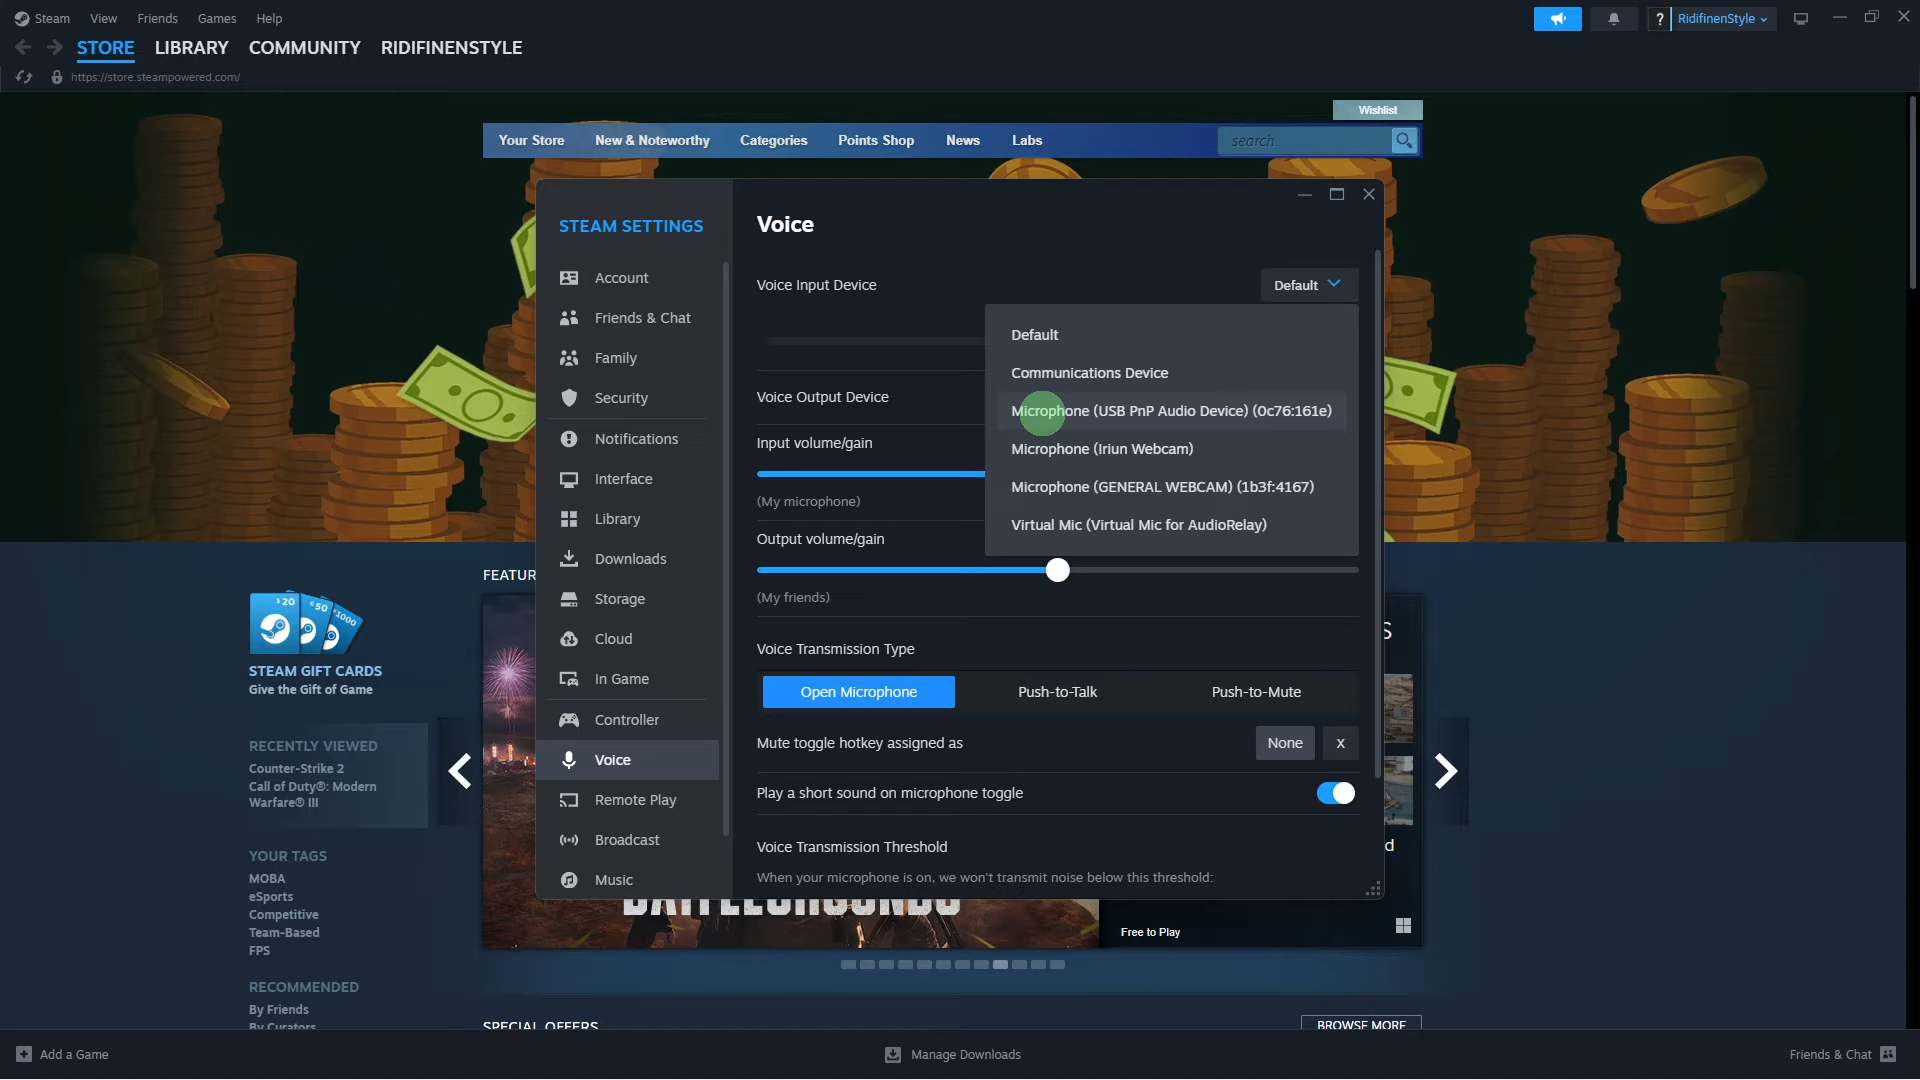 Steam View Friends Games Help
? RidifinenStyle
STORE LIBRARY COMMUNITY RIDIFINENSTYLE
https://store.steampowered.com/
Wishlist
Your Store New & Noteworthy Categories Points Shop News Labs
search
STEAM SETTINGS
Account
Friends & Chat
Family
Security
Notifications
Interface
Library
Downloads
Storage
Cloud
In Game
Controller
Voice
Remote Play
Broadcast
Music
Voice
Voice Input Device
Default
Default
Communications Device
Microphone (USB PnP Audio Device) (0c76:161e)
Microphone (Iriun Webcam)
Microphone (GENERAL WEBCAM) (1b3f:4167)
Virtual Mic (Virtual Mic for AudioRelay)
Voice Output Device
Input volume/gain
(My microphone)
Output volume/gain
(My friends)
Voice Transmission Type
Open Microphone Push-to-Talk Push-to-Mute
Mute toggle hotkey assigned as
None X
Play a short sound on microphone toggle
Voice Transmission Threshold
When your microphone is on, we won't transmit noise below this threshold:
FEATUR
$20 €50 ¥1000
STEAM GIFT CARDS
Give the Gift of Game
RECENTLY VIEWED
Counter-Strike 2
Call of Duty®: Modern
Warfare® III
YOUR TAGS
MOBA
eSports
Competitive
Team-Based
FPS
RECOMMENDED
By Friends
By Curators
S
d
BATTLEGROUNDS
Free to Play
SPECIAL OFFERS
BROWSE MORE
Add a Game
Manage Downloads
Friends & Chat